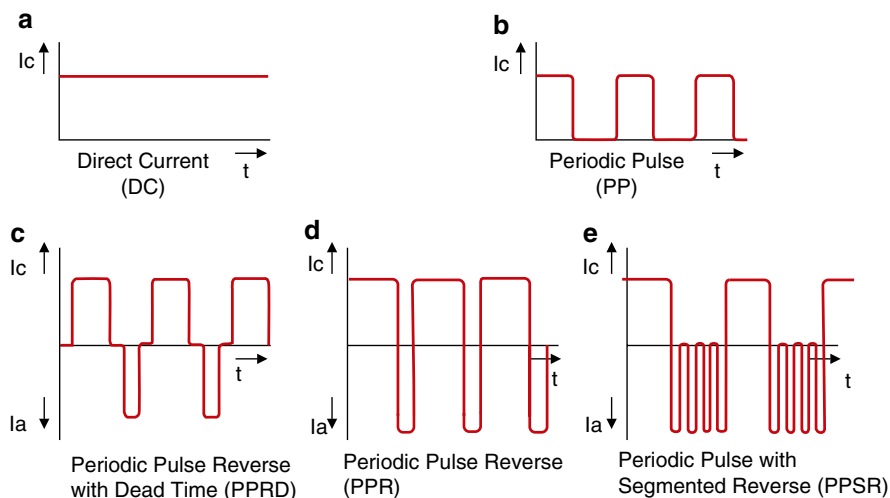 a
Ic
Direct Current
(DC)
t
b
Ic
Periodic Pulse
(PP)
t
c
Ic
t
Ia
Periodic Pulse Reverse
with Dead Time (PPRD)
d
Ic
t
Ia
Periodic Pulse Reverse
(PPR)
e
Ic
t
Ia
Periodic Pulse with
Segmented Reverse (PPSR)